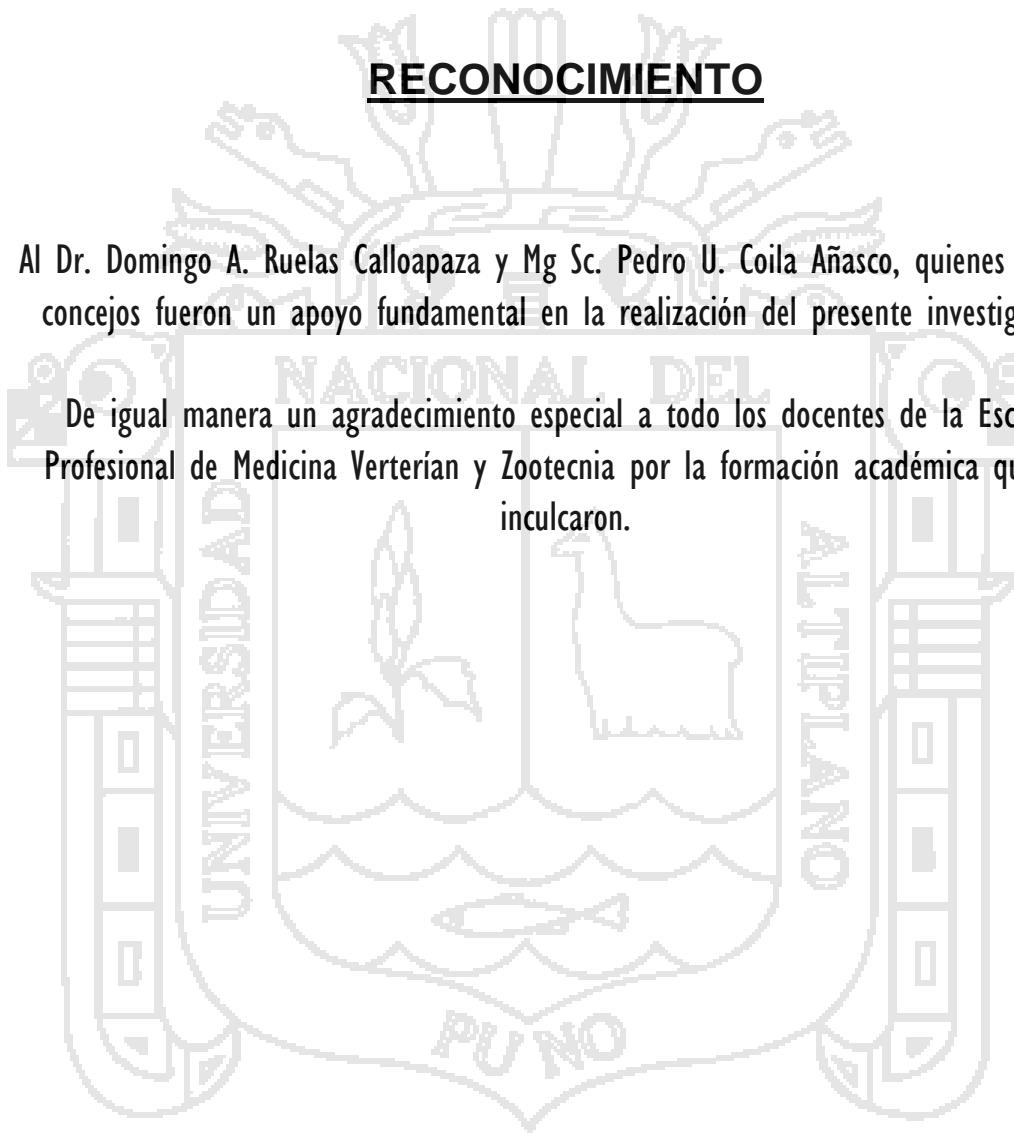 RECONOCIMIENTO
Al Dr. Domingo A. Ruelas Calloapaza y Mg Sc. Pedro U. Coila Añasco, quienes
concejos fueron un apoyo fundamental en la realización del presente
De igual manera un agradecimiento especial a todo los docentes de la
Profesional de Medicina Verterían y Zootecnia por la formación académica
inculcaron.
NACIONAL DEL
UNIVERSIDAD
ALTIPLANO
PUNO